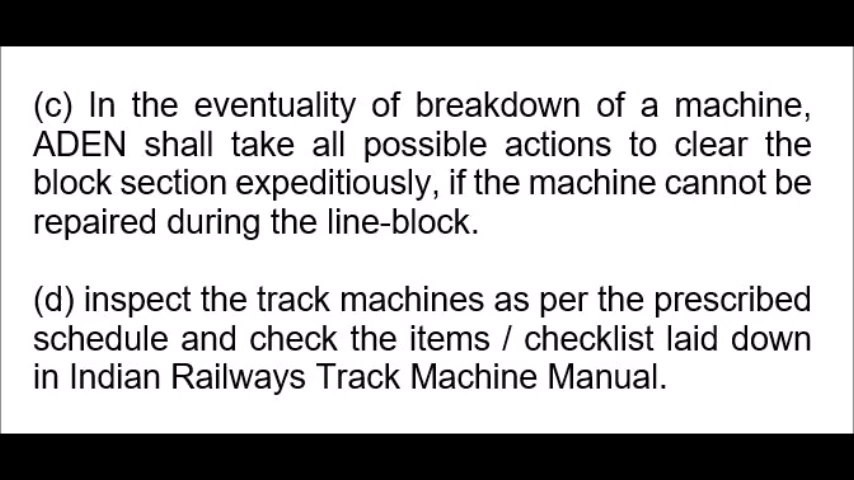 (c) In the eventuality of breakdown of a machine,
ADEN shall take all possible actions to clear the
block section expeditiously, if the machine cannot be
repaired during the line-block.
(d) inspect the track machines as per the prescribed
schedule and check the items / checklist laid down
in Indian Railways Track Machine Manual.